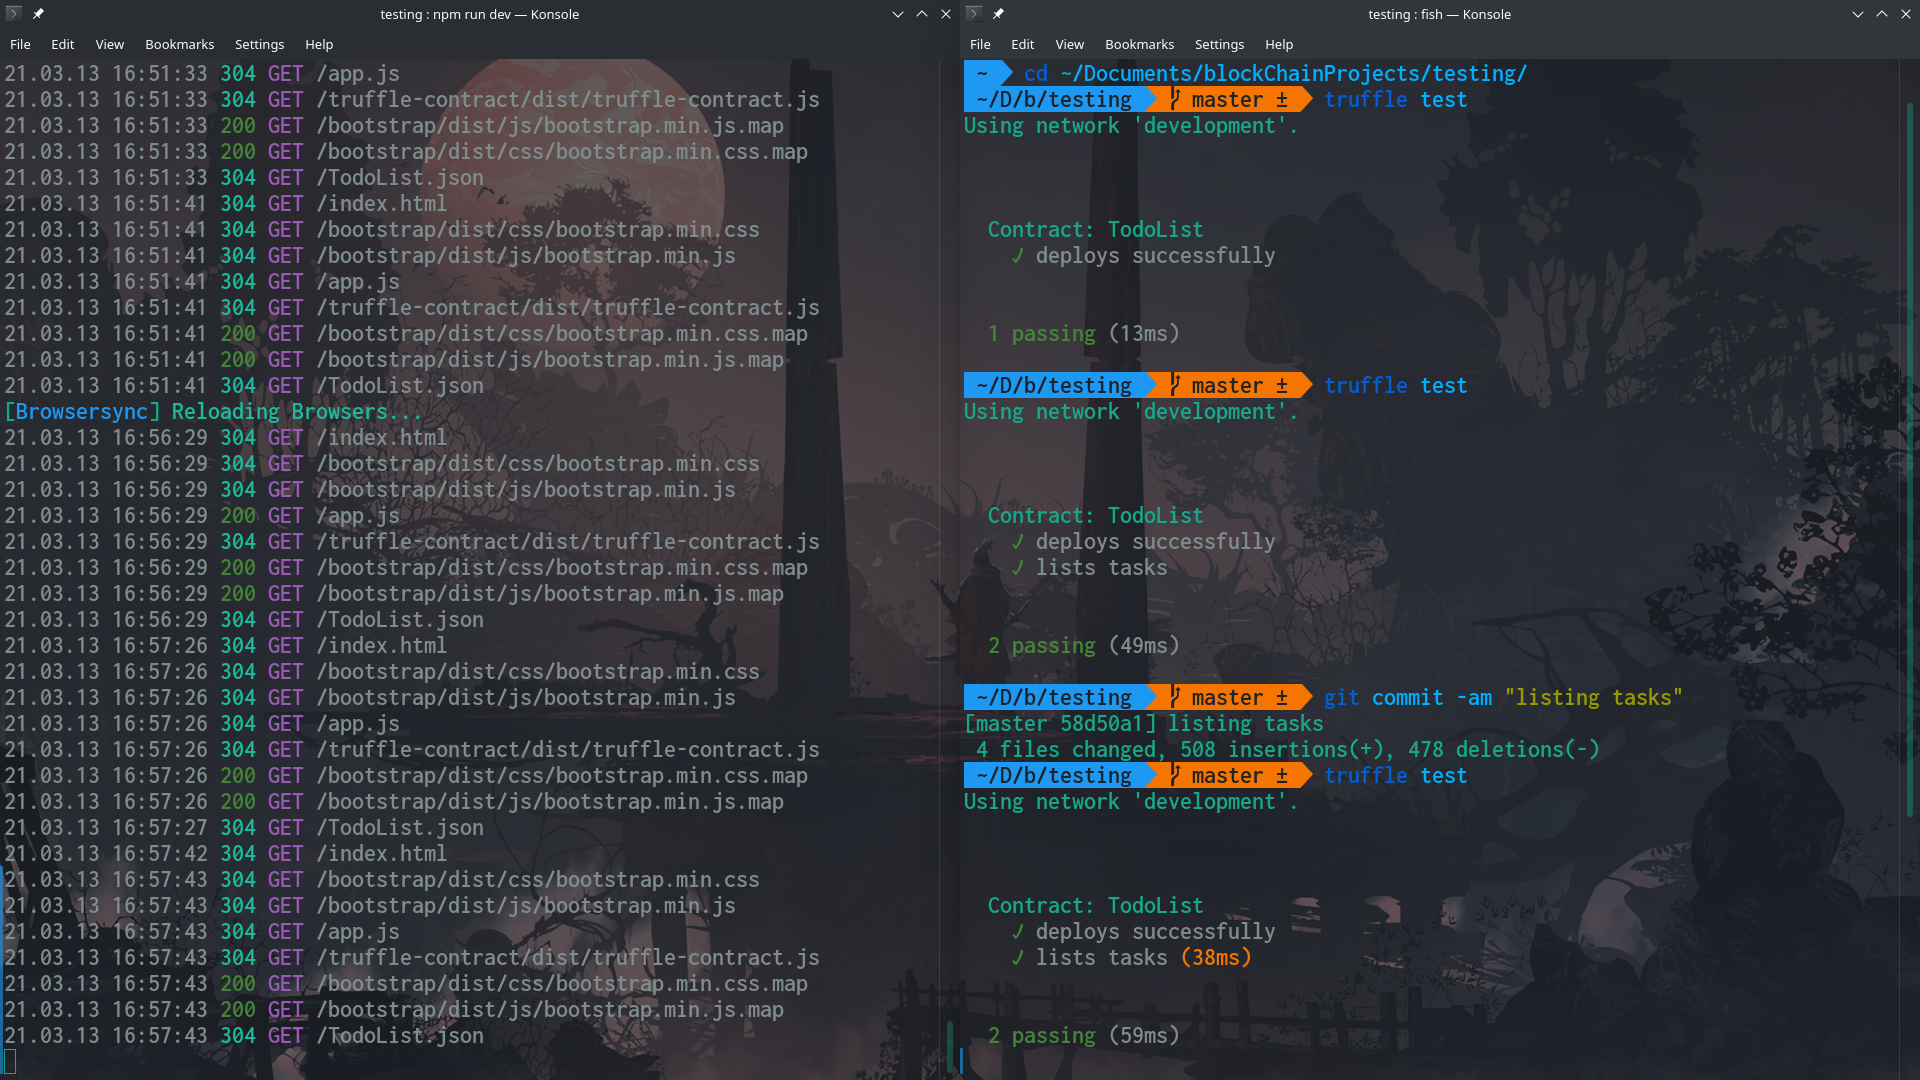 testing : npm run dev — Konsole
File Edit View Bookmarks Settings Help
21.03.13 16:51:33 304 GET /app.js
21.03.13 16:51:33 304 GET /truffle-contract/dist/truffle-contract.js
21.03.13 16:51:33 200 GET /bootstrap/dist/js/bootstrap.min.js.map
21.03.13 16:51:33 200 GET /bootstrap/dist/css/bootstrap.min.css.map
21.03.13 16:51:33 304 GET /TodoList.json
21.03.13 16:51:41 304 GET /index.html
21.03.13 16:51:41 304 GET /bootstrap/dist/css/bootstrap.min.css
21.03.13 16:51:41 304 GET /bootstrap/dist/js/bootstrap.min.js
21.03.13 16:51:41 304 GET /app.js
21.03.13 16:51:41 304 GET /truffle-contract/dist/truffle-contract.js
21.03.13 16:51:41 200 GET /bootstrap/dist/css/bootstrap.min.css.map
21.03.13 16:51:41 200 GET /bootstrap/dist/js/bootstrap.min.js.map
21.03.13 16:51:41 304 GET /TodoList.json
[Browsersync] Reloading Browsers...
21.03.13 16:56:29 304 GET /index.html
21.03.13 16:56:29 304 GET /bootstrap/dist/css/bootstrap.min.css
21.03.13 16:56:29 304 GET /bootstrap/dist/js/bootstrap.min.js
21.03.13 16:56:29 200 GET /app.js
21.03.13 16:56:29 304 GET /truffle-contract/dist/truffle-contract.js
21.03.13 16:56:29 200 GET /bootstrap/dist/css/bootstrap.min.css.map
21.03.13 16:56:29 200 GET /bootstrap/dist/js/bootstrap.min.js.map
21.03.13 16:56:29 304 GET /TodoList.json
21.03.13 16:57:26 304 GET /index.html
21.03.13 16:57:26 304 GET /bootstrap/dist/css/bootstrap.min.css
21.03.13 16:57:26 304 GET /bootstrap/dist/js/bootstrap.min.js
21.03.13 16:57:26 304 GET /app.js
21.03.13 16:57:26 304 GET /truffle-contract/dist/truffle-contract.js
21.03.13 16:57:26 200 GET /bootstrap/dist/css/bootstrap.min.css.map
21.03.13 16:57:26 200 GET /bootstrap/dist/js/bootstrap.min.js.map
21.03.13 16:57:27 304 GET /TodoList.json
21.03.13 16:57:42 304 GET /index.html
21.03.13 16:57:43 304 GET /bootstrap/dist/css/bootstrap.min.css
21.03.13 16:57:43 304 GET /bootstrap/dist/js/bootstrap.min.js
21.03.13 16:57:43 304 GET /app.js
21.03.13 16:57:43 304 GET /truffle-contract/dist/truffle-contract.js
21.03.13 16:57:43 200 GET /bootstrap/dist/css/bootstrap.min.css.map
21.03.13 16:57:43 200 GET /bootstrap/dist/js/bootstrap.min.js.map
21.03.13 16:57:43 304 GET /TodoList.json
testing : fish — Konsole
File Edit View Bookmarks Settings Help
~ cd ~/Documents/blockChainProjects/testing/
~/D/b/testing master ± truffle test
Using network 'development'.
Contract: TodoList
✓ deploys successfully
1 passing (13ms)
~/D/b/testing master ± truffle test
Using network 'development'.
Contract: TodoList
✓ deploys successfully
✓ lists tasks
2 passing (49ms)
~/D/b/testing master ± git commit -am "listing tasks"
[master 58d50a1] listing tasks
4 files changed, 508 insertions(+), 478 deletions(-)
~/D/b/testing master ± truffle test
Using network 'development'.
Contract: TodoList
✓ deploys successfully
✓ lists tasks (38ms)
2 passing (59ms)